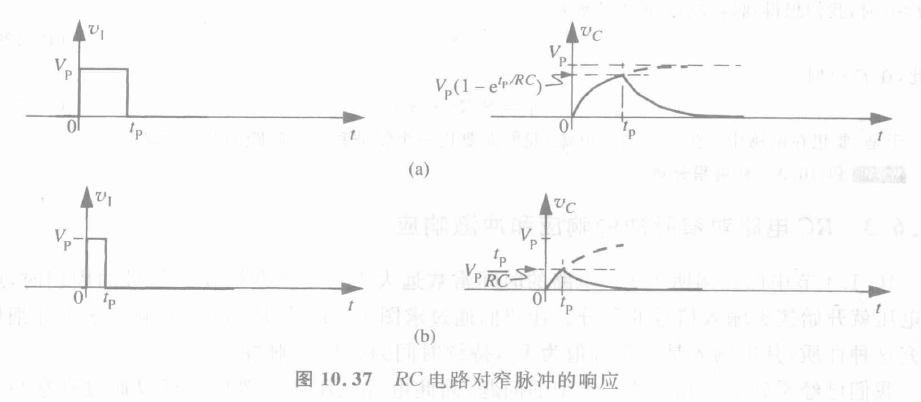 v_I
V_P
0
t_P
t
v_C
V_P
V_P(1 − e^{t_P/RC})
0
t_P
t
(a)
v_I
V_P
0
t_P
t
v_C
V_P
V_P t_P/RC
0
t_P
t
(b)
图 10.37 RC 电路对窄脉冲的响应